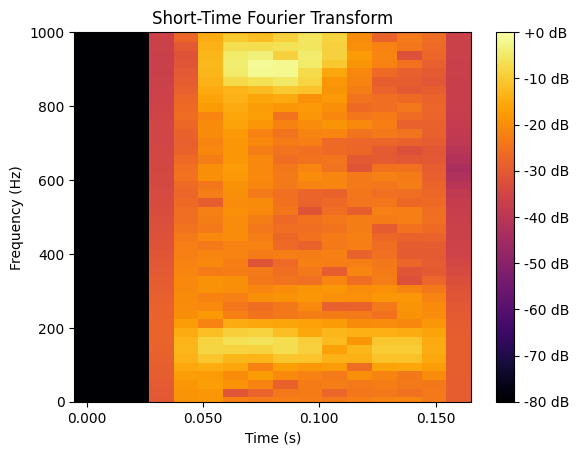 Short-Time Fourier Transform
1000
800
600
400
200
0
Frequency (Hz)
0.000
0.050
0.100
0.150
Time (s)
+0 dB
-10 dB
-20 dB
-30 dB
-40 dB
-50 dB
-60 dB
-70 dB
-80 dB